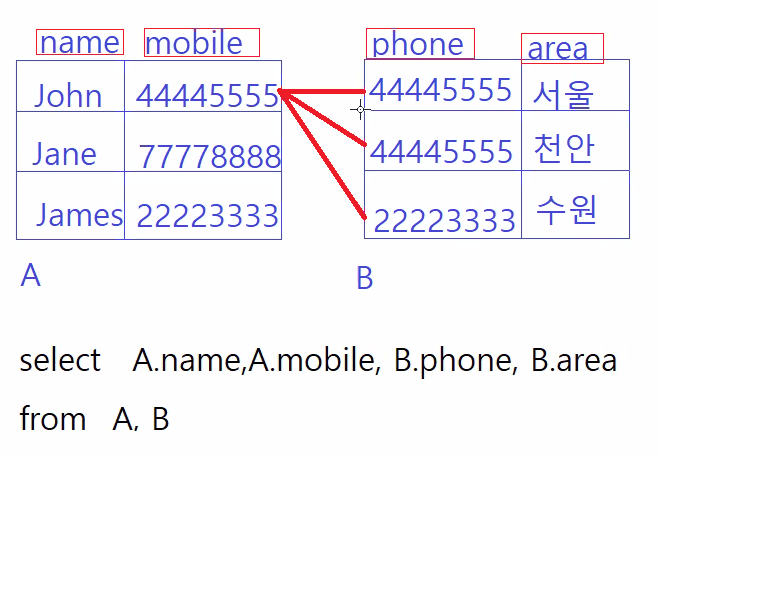 name mobile phone area
John 44445555 44445555 서울
Jane 77778888 44445555 천안
James 22223333 22223333 수원
A B
select A.name,A.mobile, B.phone, B.area
from A, B